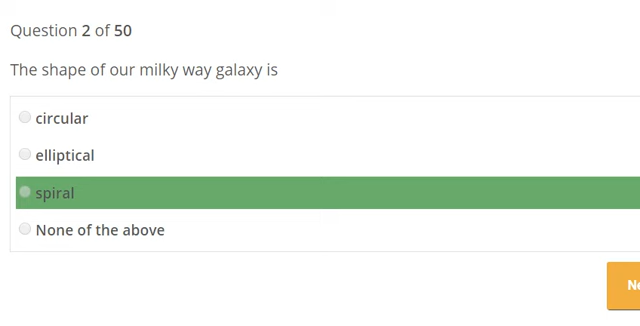 Question 2 of 50
The shape of our milky way galaxy is
circular
elliptical
spiral
None of the above